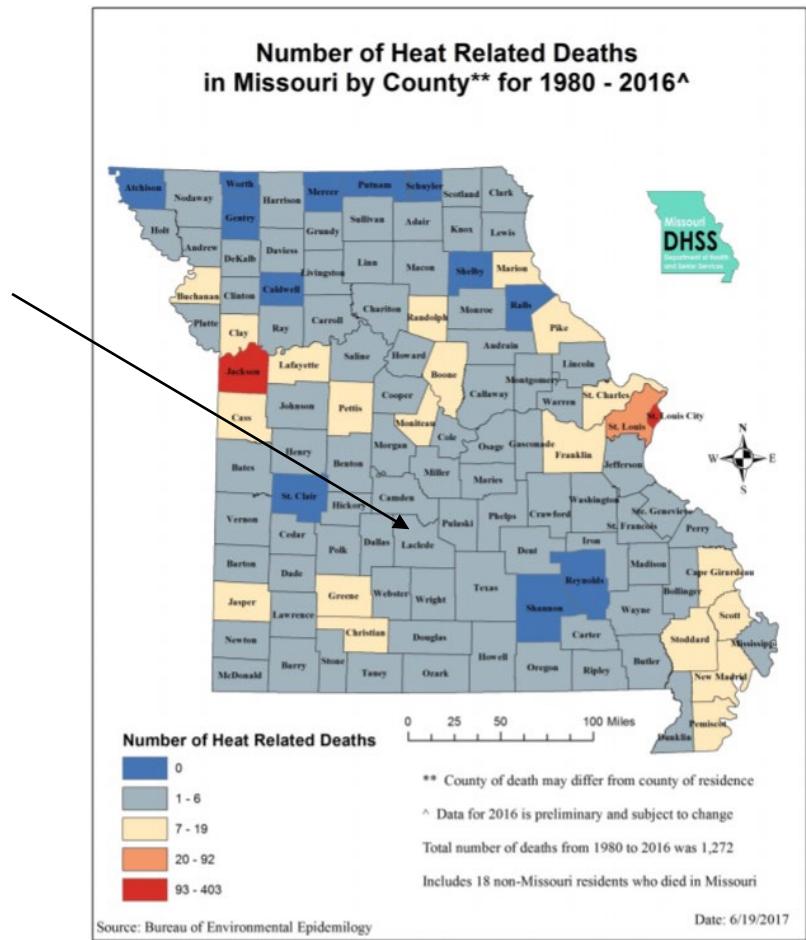 Number of Heat Related Deaths
in Missouri by County** for 1980 - 2016^
Atchison
Nodaway
Worth
Gentry
Harrison
Mercer
Putnam
Schuyler
Scotland
Clark
Holt
Andrew
DeKalb
Daviess
Grundy
Sullivan
Adair
Knox
Lewis
Missouri
DHSS
Department of Health
and Senior Services
Buchanan
Clinton
Caldwell
Livingston
Linn
Macon
Shelby
Marion
Platte
Clay
Ray
Carroll
Chariton
Randolph
Monroe
Ralls
Pike
Jackson
Lafayette
Saline
Howard
Boone
Audrain
Callaway
Montgomery
Lincoln
Warren
St. Charles
St. Louis
St. Louis City
Cass
Johnson
Pettis
Cooper
Moniteau
Cole
Osage
Gasconade
Franklin
Jefferson
N
W
E
S
Bates
Henry
Benton
Morgan
Miller
Maries
St. Clair
Hickory
Camden
Pulaski
Phelps
Crawford
Washington
Ste. Genevieve
St. Francois
Perry
Vernon
Cedar
Polk
Dallas
Laclede
Dent
Iron
Madison
Cape Girardeau
Bollinger
Barton
Dade
Greene
Webster
Wright
Texas
Shannon
Reynolds
Wayne
Scott
Jasper
Lawrence
Christian
Douglas
Howell
Carter
Stoddard
Mississippi
Newton
McDonald
Barry
Stone
Taney
Ozark
Oregon
Ripley
Butler
New Madrid
Dunklin
Pemiscot
0 25 50 100 Miles
Number of Heat Related Deaths
0
1 - 6
7 - 19
20 - 92
93 - 403
** County of death may differ from county of residence
^ Data for 2016 is preliminary and subject to change
Total number of deaths from 1980 to 2016 was 1,272
Includes 18 non-Missouri residents who died in Missouri
Source: Bureau of Environmental Epidemilogy
Date: 6/19/2017